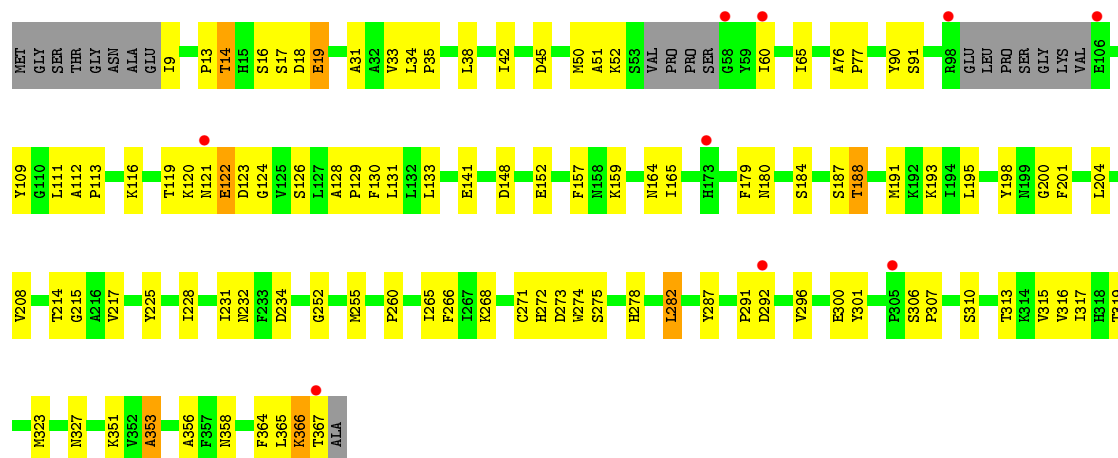 MET GLY SER THR GLY ASN ALA GLU I9 P13 T14 H15 S16 S17 D18 E19 A31 A32 V33 L34 P35 L38 I42 D45 M50 A51 K52 S53 VAL PRO PRO SER G58 Y59 I60 I65 A76 P77 Y90 S91 R98 GLU LEU PRO SER GLY LYS VAL E106
Y109 G110 L111 A112 P113 K116 T119 K120 N121 E122 D123 G124 V125 S126 L127 A128 P129 F130 L131 L132 L133 E141 D148 E152 F157 N158 K159 N164 I165 H173 F179 N180 S184 S187 T188 M191 K192 K193 I194 L195 Y198 N199 G200 F201 L204
V208 T214 G215 A216 V217 Y225 I228 I231 N232 F233 D234 G252 M255 P260 I265 F266 I267 K268 C271 H272 D273 W274 S275 H278 L282 Y287 P291 D292 V296 E300 Y301 P305 S306 P307 S310 T313 K314 V315 V316 I317 H318 T319
M323 N327 K351 V352 A353 A356 F357 N358 F364 L365 K366 T367 ALA